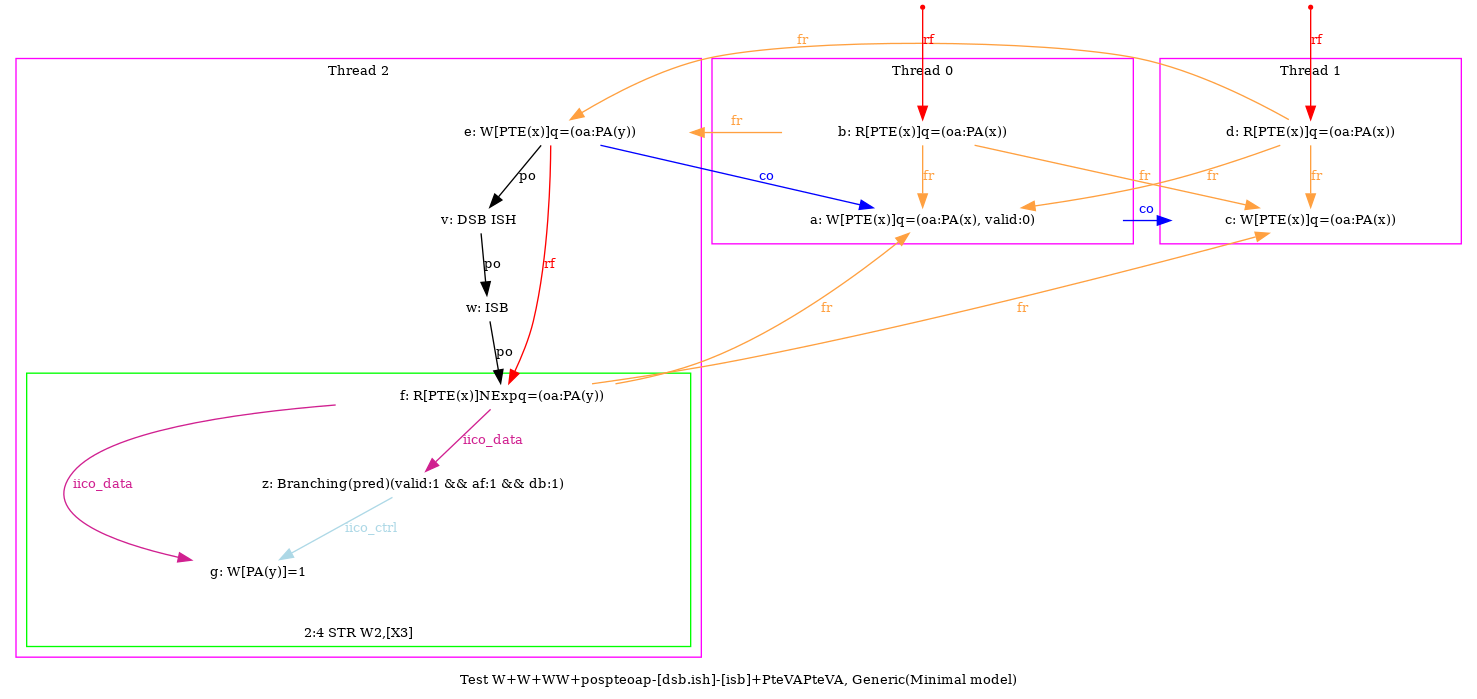 rf
rf
fr
Thread 2
Thread 0
Thread 1
fr
e: W[PTE(x)]q=(oa:PA(y))
b: R[PTE(x)]q=(oa:PA(x))
d: R[PTE(x)]q=(oa:PA(x))
po
co
fr
fr
fr
fr
co
v: DSB ISH
a: W[PTE(x)]q=(oa:PA(x), valid:0)
c: W[PTE(x)]q=(oa:PA(x))
po
rf
w: ISB
fr
fr
po
f: R[PTE(x)]NExpq=(oa:PA(y))
iico_data
iico_data
z: Branching(pred)(valid:1 && af:1 && db:1)
iico_ctrl
g: W[PA(y)]=1
2:4 STR W2,[X3]
Test W+W+WW+pospteoap-[dsb.ish]-[isb]+PteVAPteVA, Generic(Minimal model)